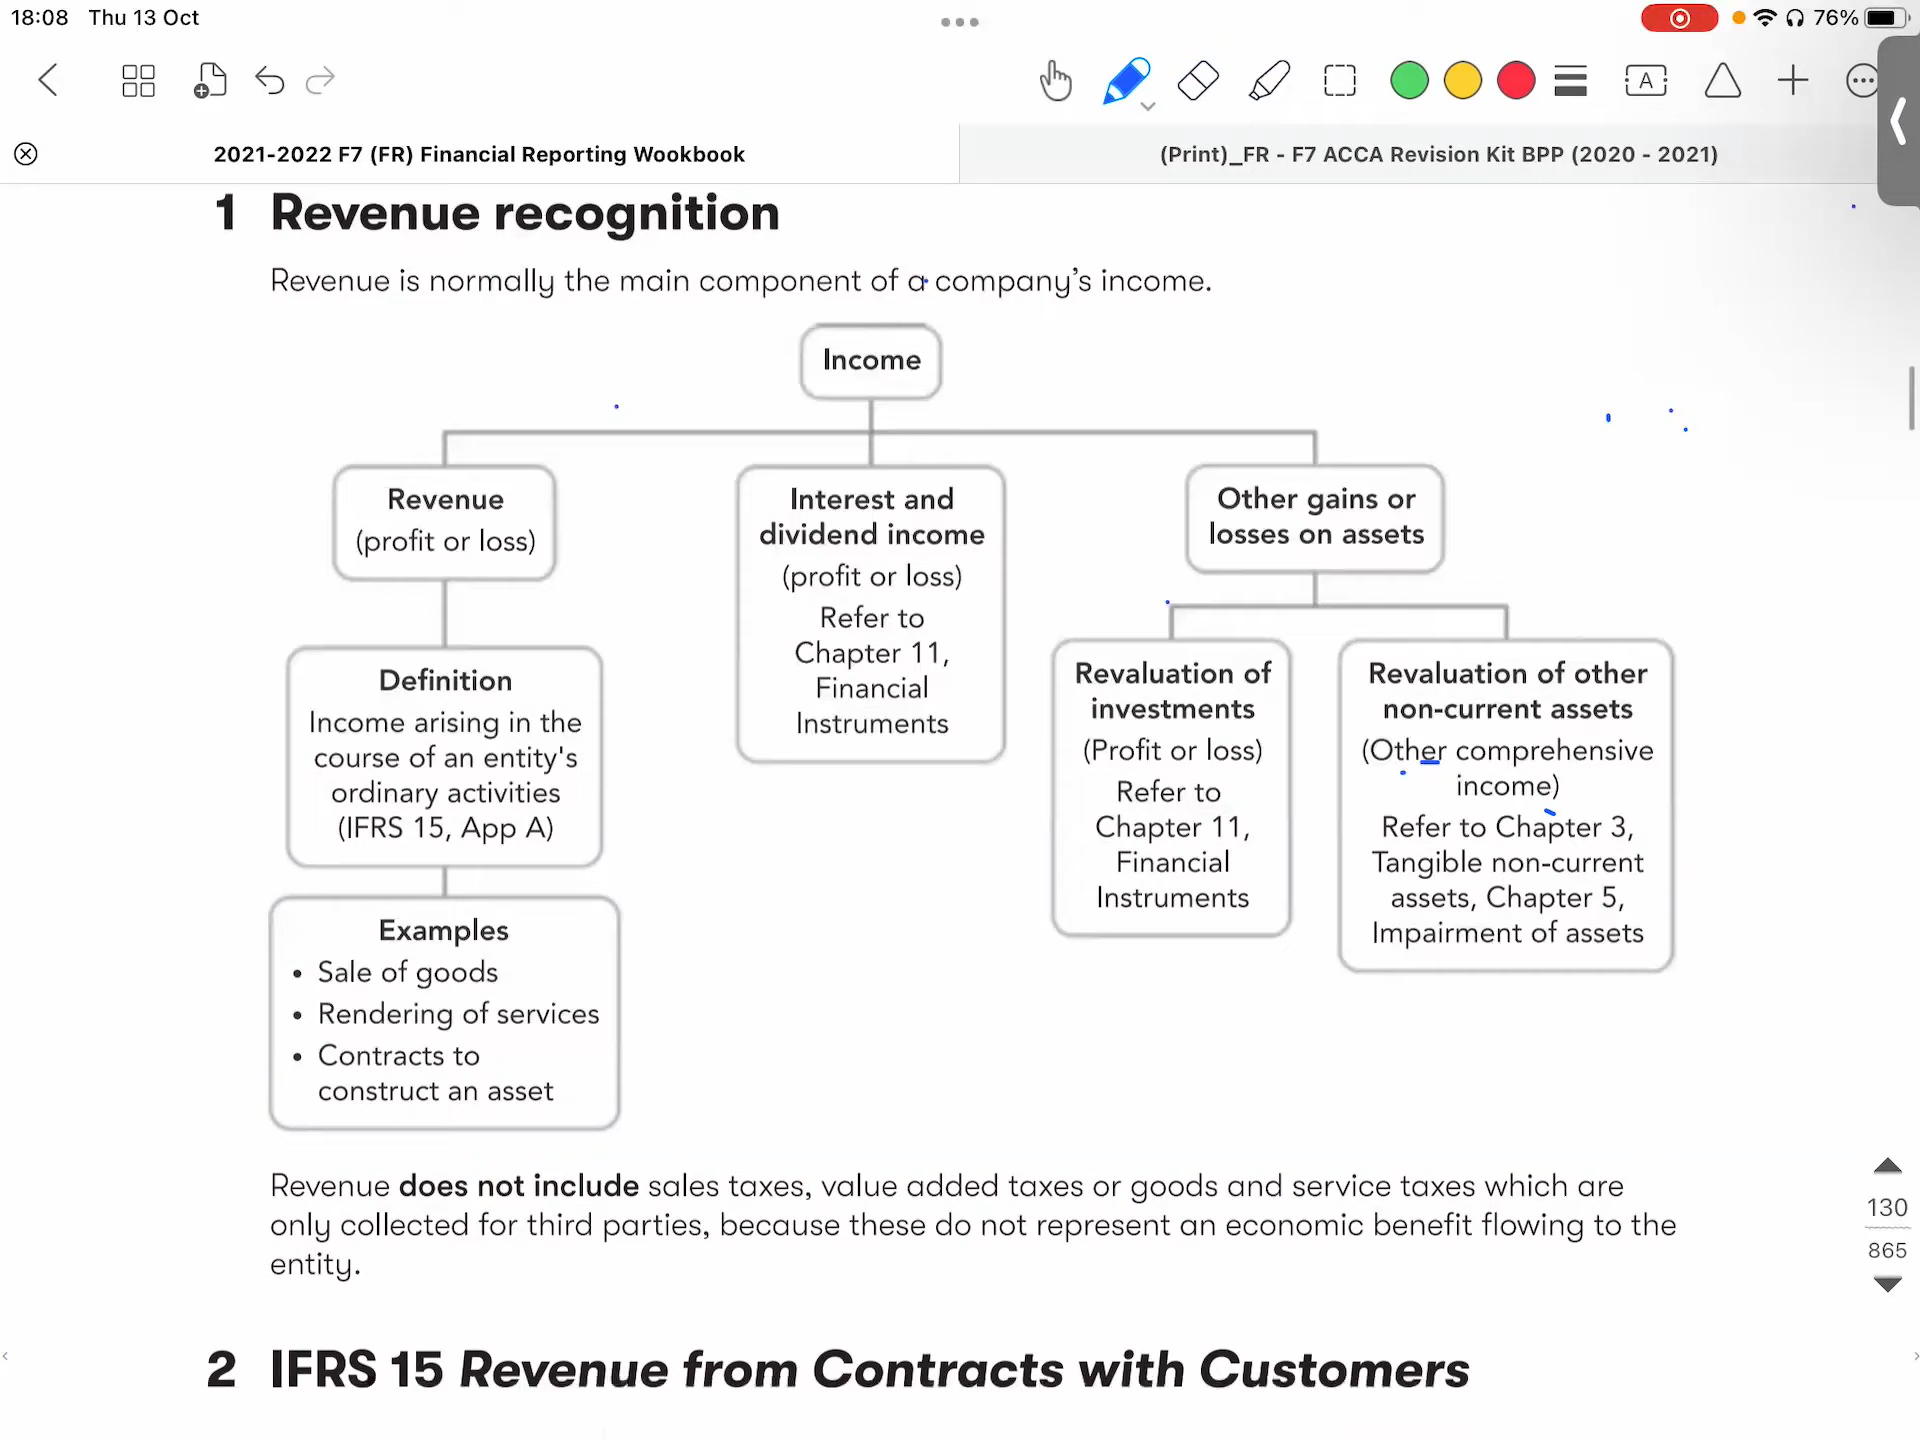 18:08 Thu 13 Oct
76%
A
2021-2022 F7 (FR) Financial Reporting Wookbook
(Print)_FR - F7 ACCA Revision Kit BPP (2020 - 2021)
1 Revenue recognition
Revenue is normally the main component of a company's income.
Income
Revenue
(profit or loss)
Interest and
dividend income
(profit or loss)
Refer to
Chapter 11,
Financial
Instruments
Other gains or
losses on assets
Definition
Income arising in the
course of an entity's
ordinary activities
(IFRS 15, App A)
Revaluation of
investments
(Profit or loss)
Refer to
Chapter 11,
Financial
Instruments
Revaluation of other
non-current assets
(Other comprehensive
income)
Refer to Chapter 3,
Tangible non-current
assets, Chapter 5,
Impairment of assets
Examples
• Sale of goods
• Rendering of services
• Contracts to
construct an asset
Revenue does not include sales taxes, value added taxes or goods and service taxes which are
only collected for third parties, because these do not represent an economic benefit flowing to the
entity.
130
865
2 IFRS 15 Revenue from Contracts with Customers